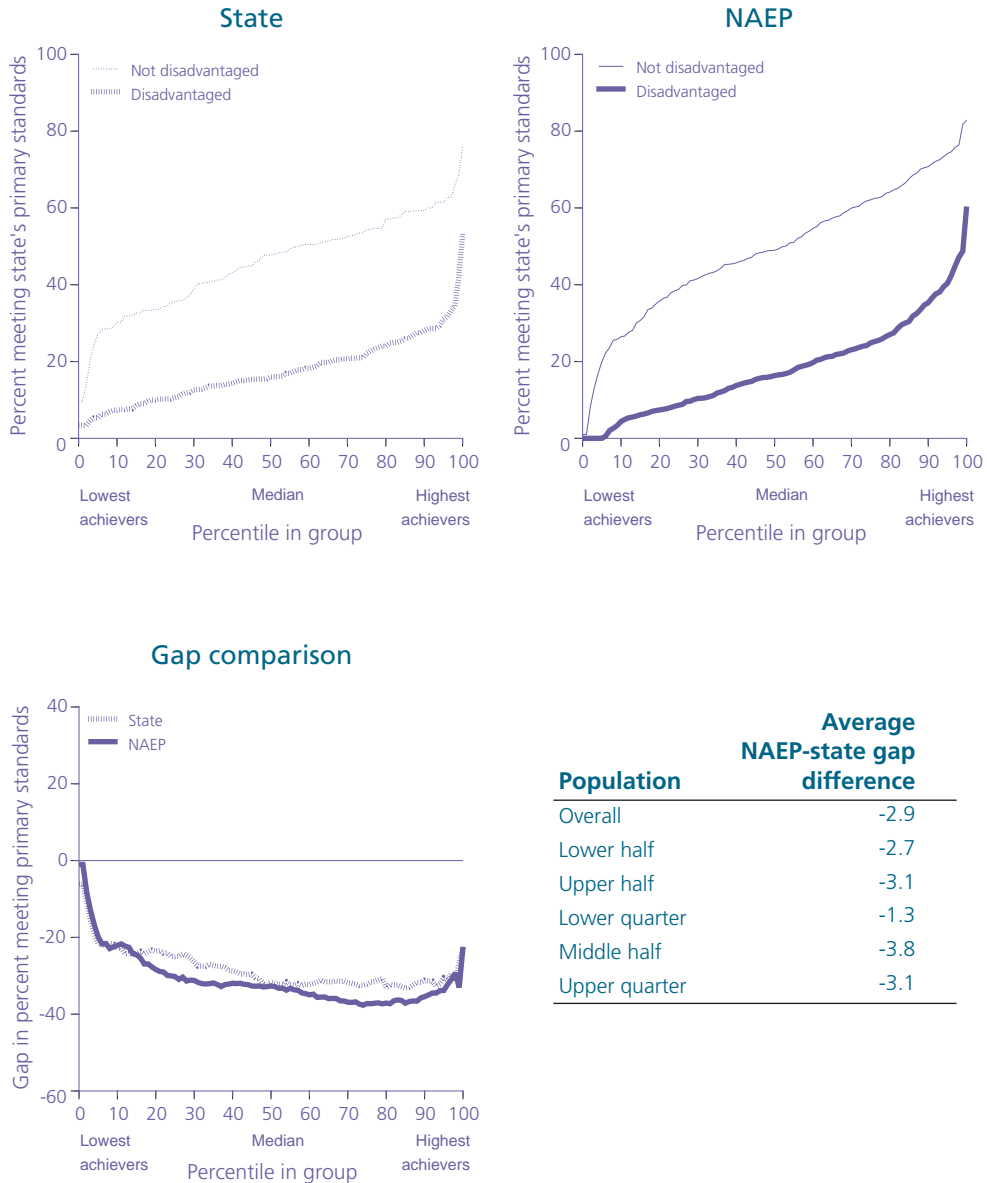 State
Percent meeting state's primary standards
100
80
60
40
20
0
Not disadvantaged
Disadvantaged
0 10 20 30 40 50 60 70 80 90 100
Lowest achievers
Median
Highest achievers
Percentile in group
NAEP
Percent meeting state's primary standards
100
80
60
40
20
0
Not disadvantaged
Disadvantaged
0 10 20 30 40 50 60 70 80 90 100
Lowest achievers
Median
Highest achievers
Percentile in group
Gap comparison
Gap in percent meeting primary standards
40
20
0
-20
-40
-60
State
NAEP
0 10 20 30 40 50 60 70 80 90 100
Lowest achievers
Median
Highest achievers
Percentile in group
Population Average NAEP-state gap difference
Overall -2.9
Lower half -2.7
Upper half -3.1
Lower quarter -1.3
Middle half -3.8
Upper quarter -3.1